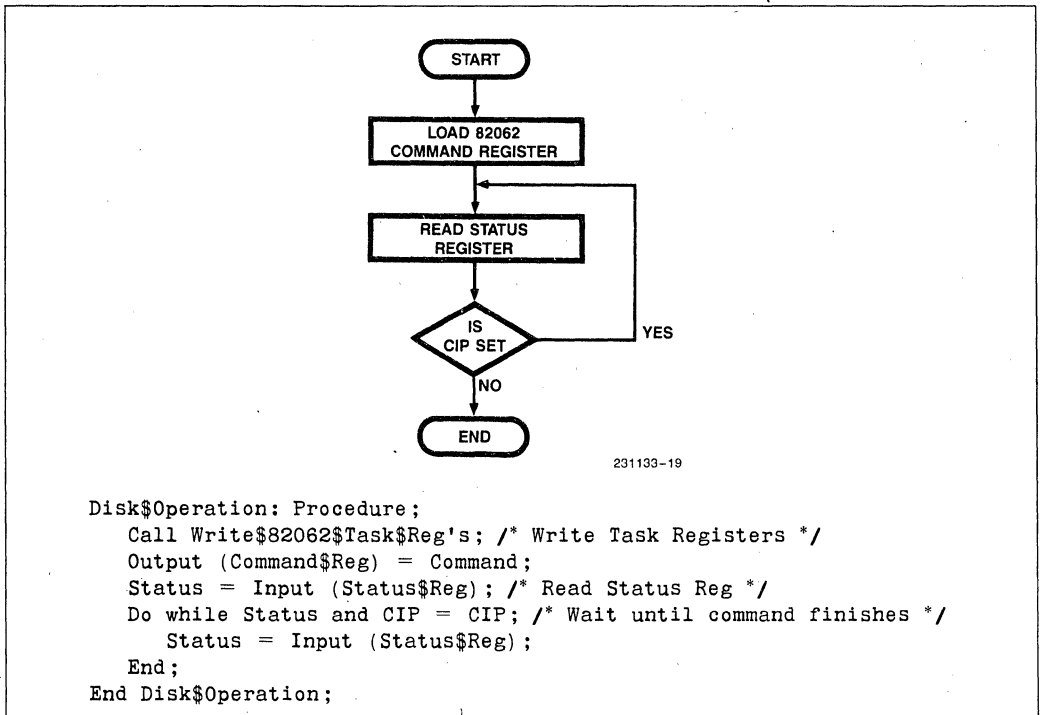 START
LOAD 82062
COMMAND REGISTER
READ STATUS
REGISTER
IS
CIP SET
YES
NO
END
231133-19
Disk$Operation: Procedure;
Call Write$82062$Task$Reg's; /* Write Task Registers */
Output (Command$Reg) = Command;
Status = Input (Status$Reg); /* Read Status Reg */
Do while Status and CIP = CIP; /* Wait until command finishes */
Status = Input (Status$Reg);
End;
End Disk$Operation;